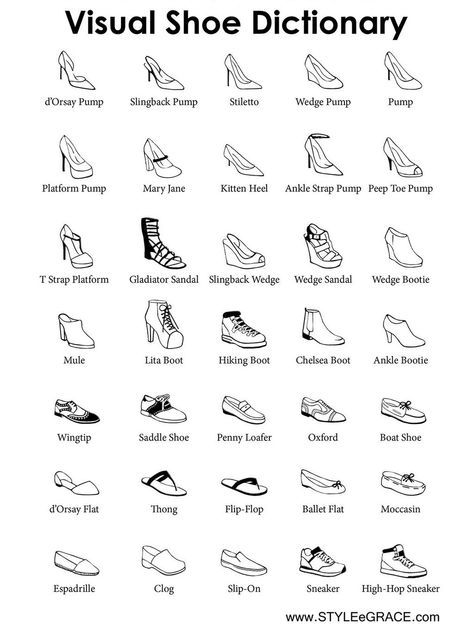 Visual Shoe Dictionary
d'Orsay Pump
Slingback Pump
Stiletto
Wedge Pump
Pump
Platform Pump
Mary Jane
Kitten Heel
Ankle Strap Pump
Peep Toe Pump
T Strap Platform
Gladiator Sandal
Slingback Wedge
Wedge Sandal
Wedge Bootie
Mule
Lita Boot
Hiking Boot
Chelsea Boot
Ankle Bootie
Wingtip
Saddle Shoe
Penny Loafer
Oxford
Boat Shoe
d'Orsay Flat
Thong
Flip-Flop
Ballet Flat
Moccasin
Espadrille
Clog
Slip-On
Sneaker
High-Hop Sneaker
www.STYLEeGRACE.com